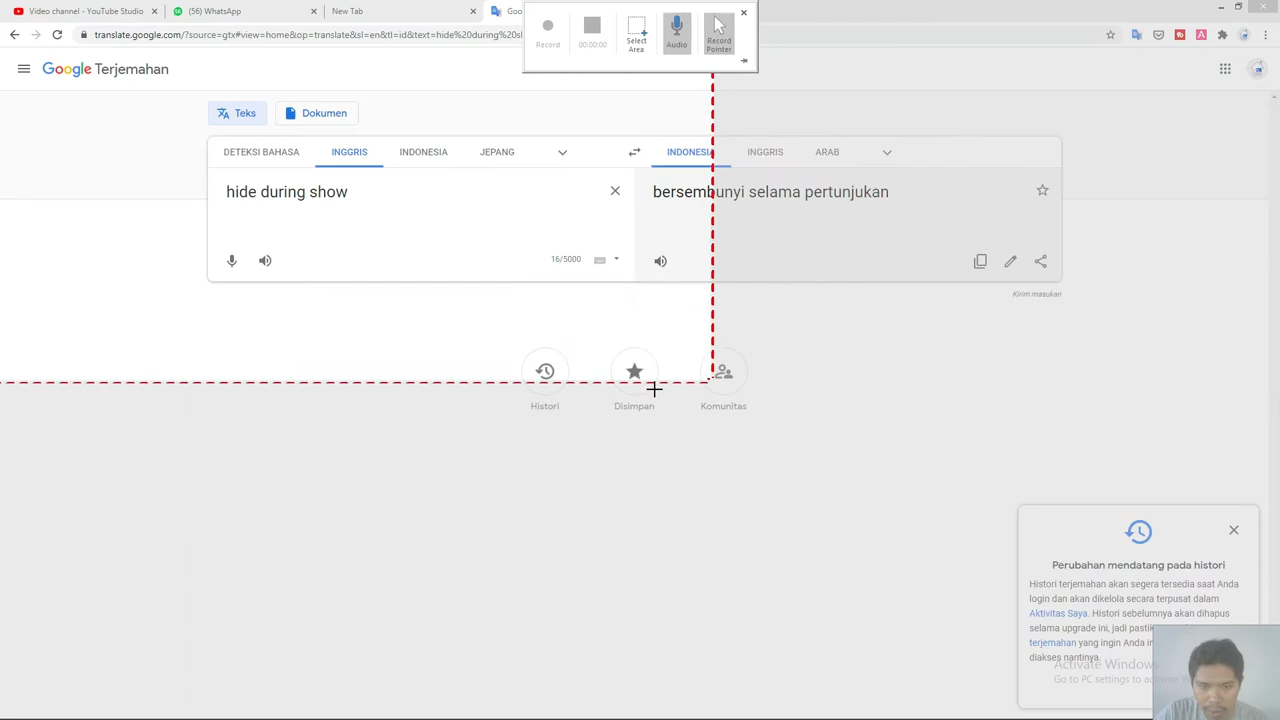 Video channel - YouTube Studio
(56) WhatsApp
New Tab
Goo
translate.google.com/?source=gtx#view=home&op=translate&sl=en&tl=id&text=hide%20during%20s
Record
00:00:00
Select
Area
Audio
Record
Pointer
Google Terjemahan
Teks
Dokumen
DETEKSI BAHASA
INGGRIS
INDONESIA
JEPANG
INDONESIA
INGGRIS
ARAB
hide during show
bersembunyi selama pertunjukan
16/5000
Kirim masukan
Histori
Disimpan
Komunitas
Perubahan mendatang pada histori
Histori terjemahan akan segera tersedia saat Anda
login dan akan dikelola secara terpusat dalam
Aktivitas Saya. Histori sebelumnya akan dihapus
selama upgrade ini, jadi pastik
terjemahan yang ingin Anda in
diakses nantinya.
Activate Windows
Go to PC settings to activate W